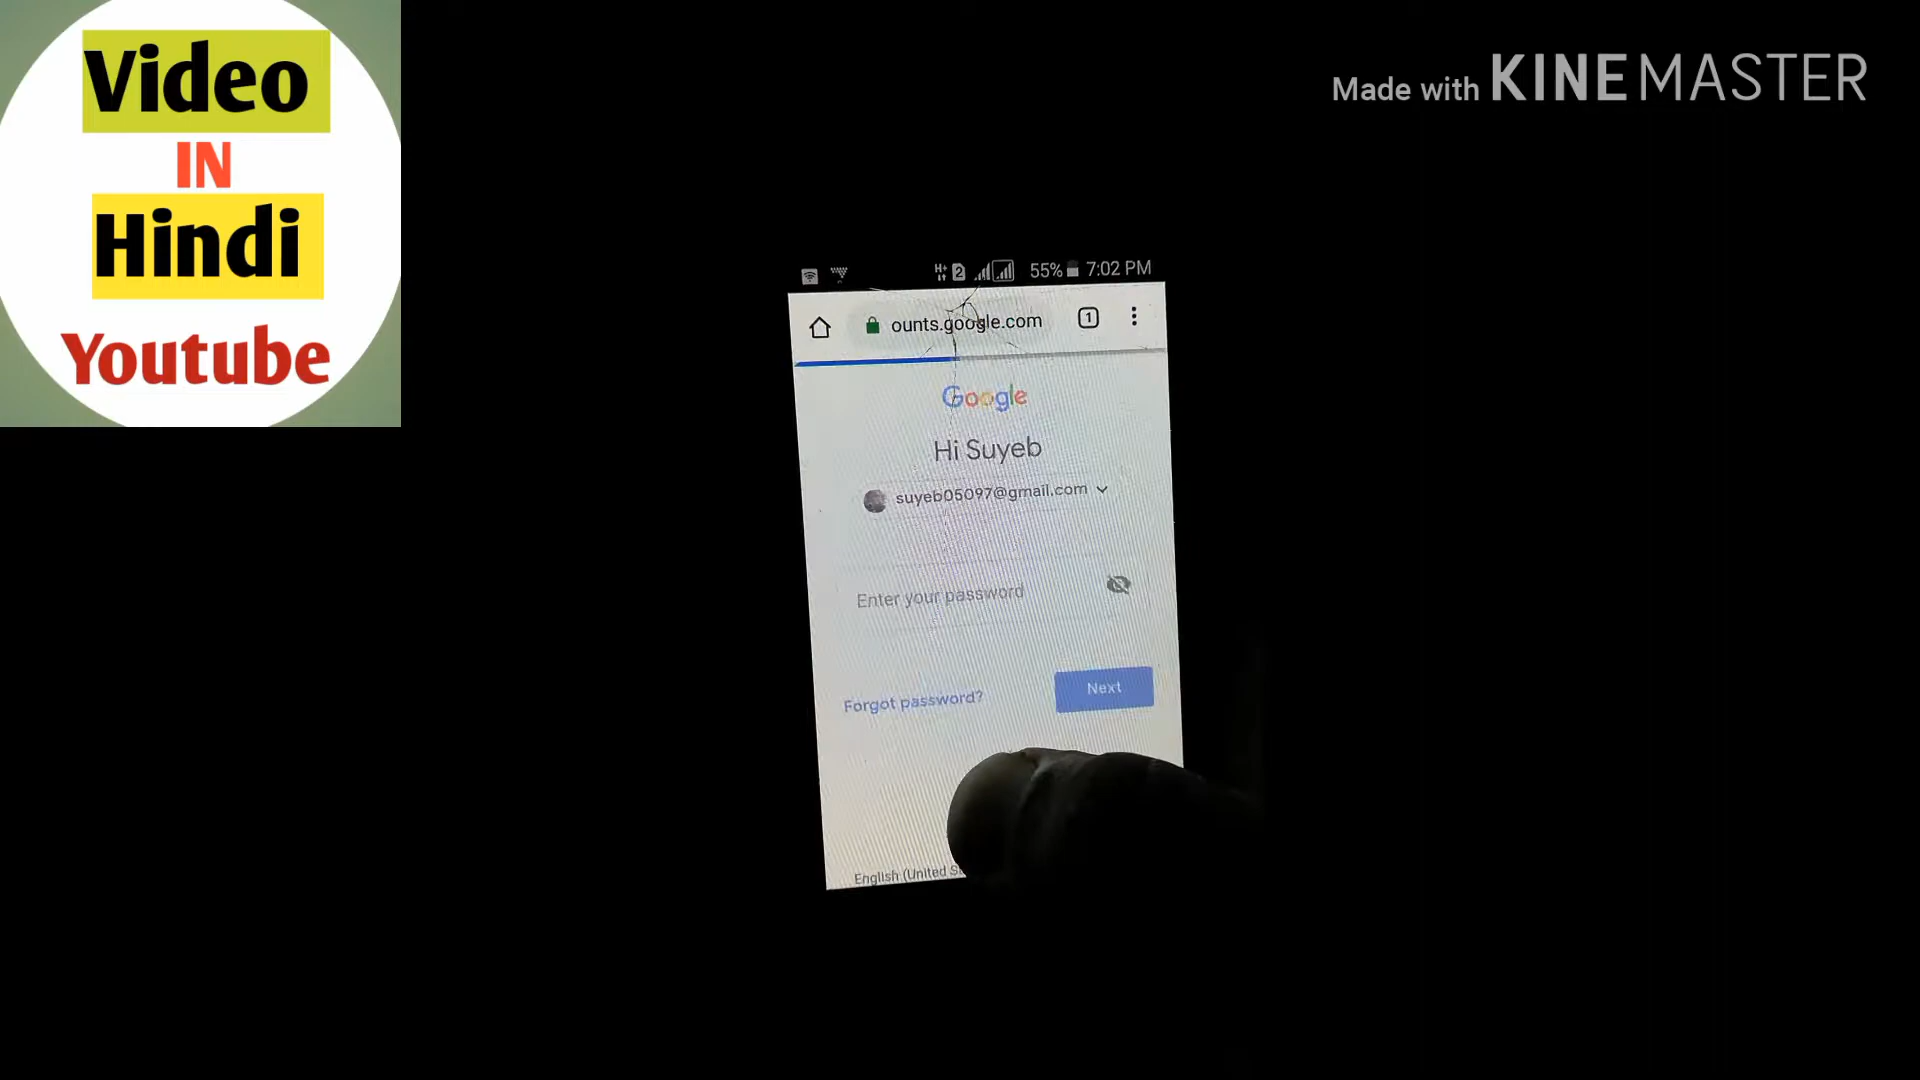 Video
IN
Hindi
Youtube
Made with KINEMASTER
H+ 2 55% 7:02 PM
ounts.google.com 1
Google
Hi Suyeb
suyeb05097@gmail.com
Enter your password
Forgot password? Next
English (United